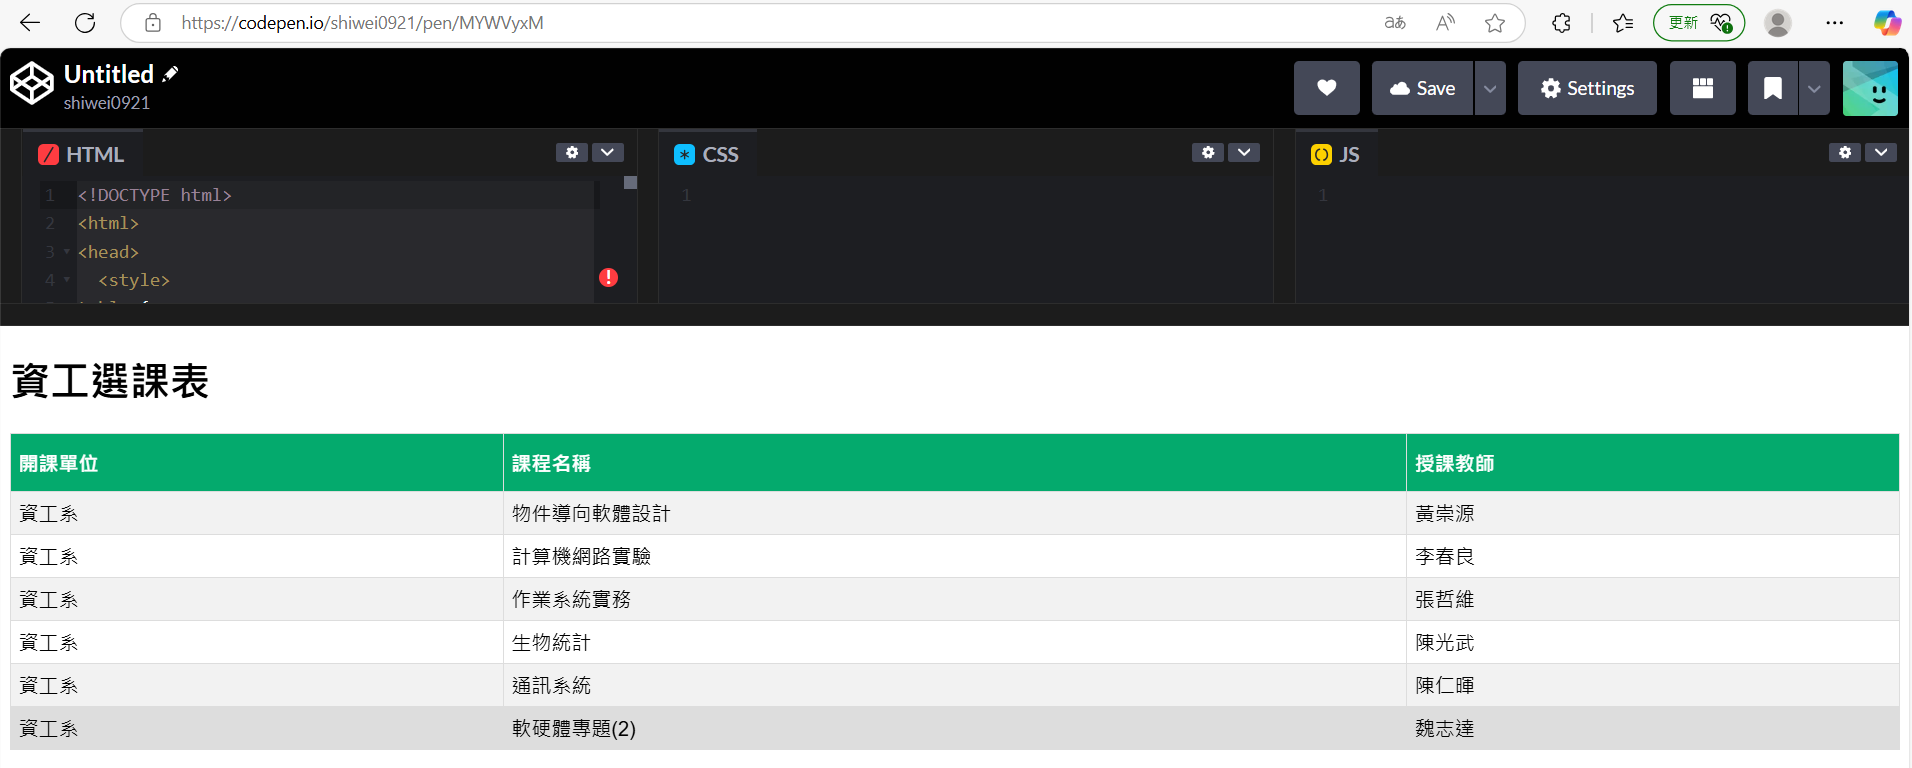 https://codepen.io/shiwei0921/pen/MYWVyxM
更新
Untitled
shiwei0921
Save
Settings
HTML
CSS
JS
1 <!DOCTYPE html>
2 <html>
3 <head>
4 <style>
1
1
資工選課表
開課單位 課程名稱 授課教師
資工系 物件導向軟體設計 黃崇源
資工系 計算機網路實驗 李春良
資工系 作業系統實務 張哲維
資工系 生物統計 陳光武
資工系 通訊系統 陳仁暉
資工系 軟硬體專題(2) 魏志達